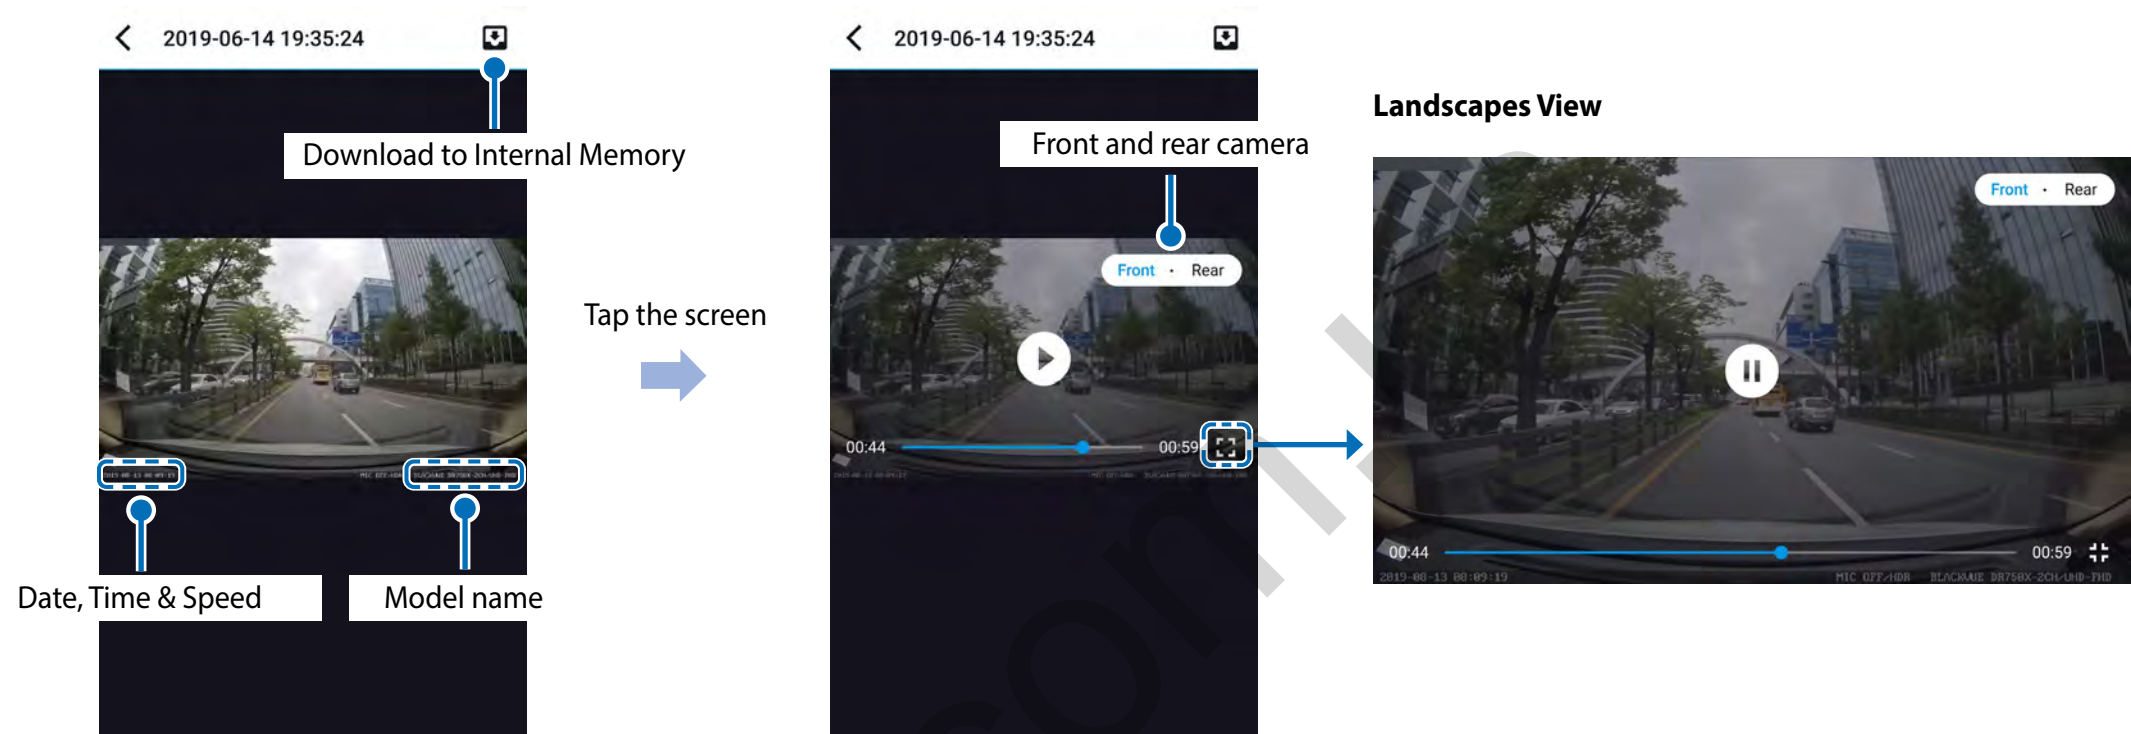 2019-06-14 19:35:24
Download to Internal Memory
Date, Time & Speed
Model name
Tap the screen
2019-06-14 19:35:24
Front and rear camera
Front · Rear
00:44
00:59
Landscapes View
Front · Rear
00:44
00:59
2019-08-13 08:09:19
MIC OFF/HDR BLACKVUE DR750X-2CH/UHD-FHD